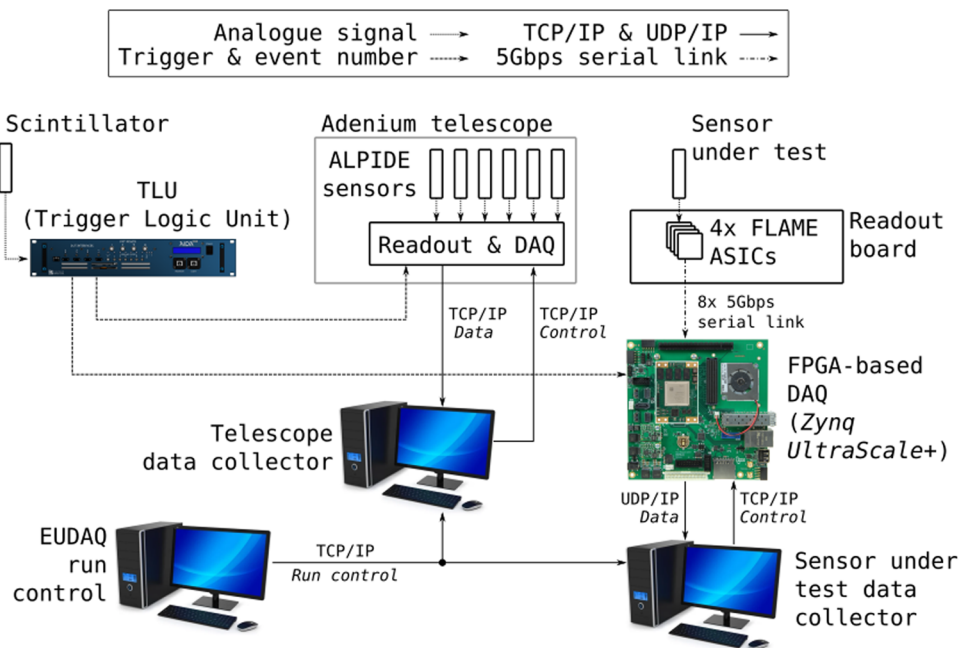 Analogue signal
TCP/IP & UDP/IP
Trigger & event number
5Gbps serial link
Scintillator
Adenium telescope
Sensor
under test
ALPIDE
sensors
TLU
(Trigger Logic Unit)
Readout & DAQ
4x FLAME
ASICs
Readout
board
8x 5Gbps
serial link
TCP/IP
Data
TCP/IP
Control
FPGA-based
DAQ
(Zynq
UltraScale+)
Telescope
data collector
UDP/IP
Data
TCP/IP
Control
EUDAQ
run
control
TCP/IP
Run control
Sensor under
test data
collector